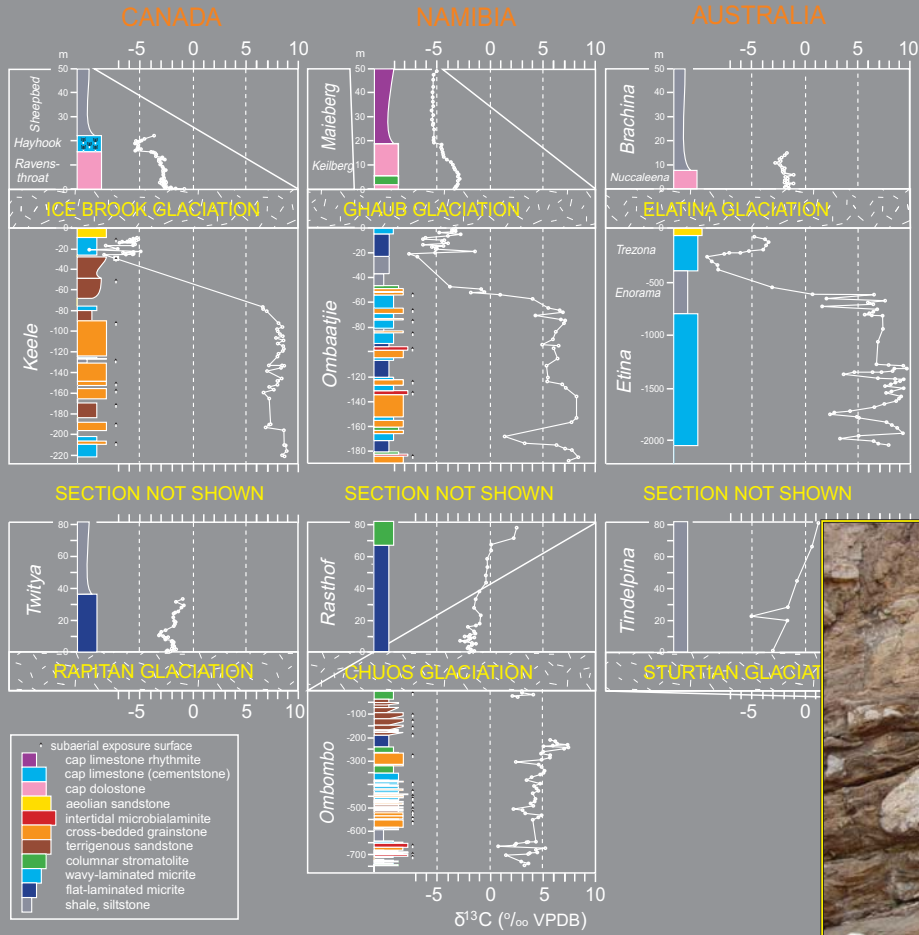 CANADA NAMIBIA AUSTRALIA
-5 0 5 10 -5 0 5 10 -5 0 5 10
m m m
50 50 50
40 40 40
30 30 30
20 20 20
10 10 10
0 0 0
Sheepbed
Hayhook
Ravens-
throat
Maieberg
Keilberg
Brachina
Nuccaleena
ICE BROOK GLACIATION GHAUB GLACIATION ELATINA GLACIATION
0
-20
-40
-60
-80
-100
-120
-140
-160
-180
-200
-220
Keele
0
-20
-40
-60
-80
-120
-140
-160
-180
Ombaatjie
0
-500
-1000
-1500
-2000
Trezona
Enorama
Etina
SECTION NOT SHOWN SECTION NOT SHOWN SECTION NOT SHOWN
80 80 80
60 60 60
40 40 40
20 20 20
0 0 0
Twitya
Rasthof
Tindelpina
RAPITAN GLACIATION CHUOS GLACIATION STURTIAN GLACIAT
-5 0 5 10 -5 0
-100
-200
-300
-500
-600
-700
Ombombo
-5 0 5 10
δ13C (o/oo VPDB)
subaerial exposure surface
cap limestone rhythmite
cap limestone (cementstone)
cap dolostone
aeolian sandstone
intertidal microbialaminite
cross-bedded grainstone
terrigenous sandstone
columnar stromatolite
wavy-laminated micrite
flat-laminated micrite
shale, siltstone